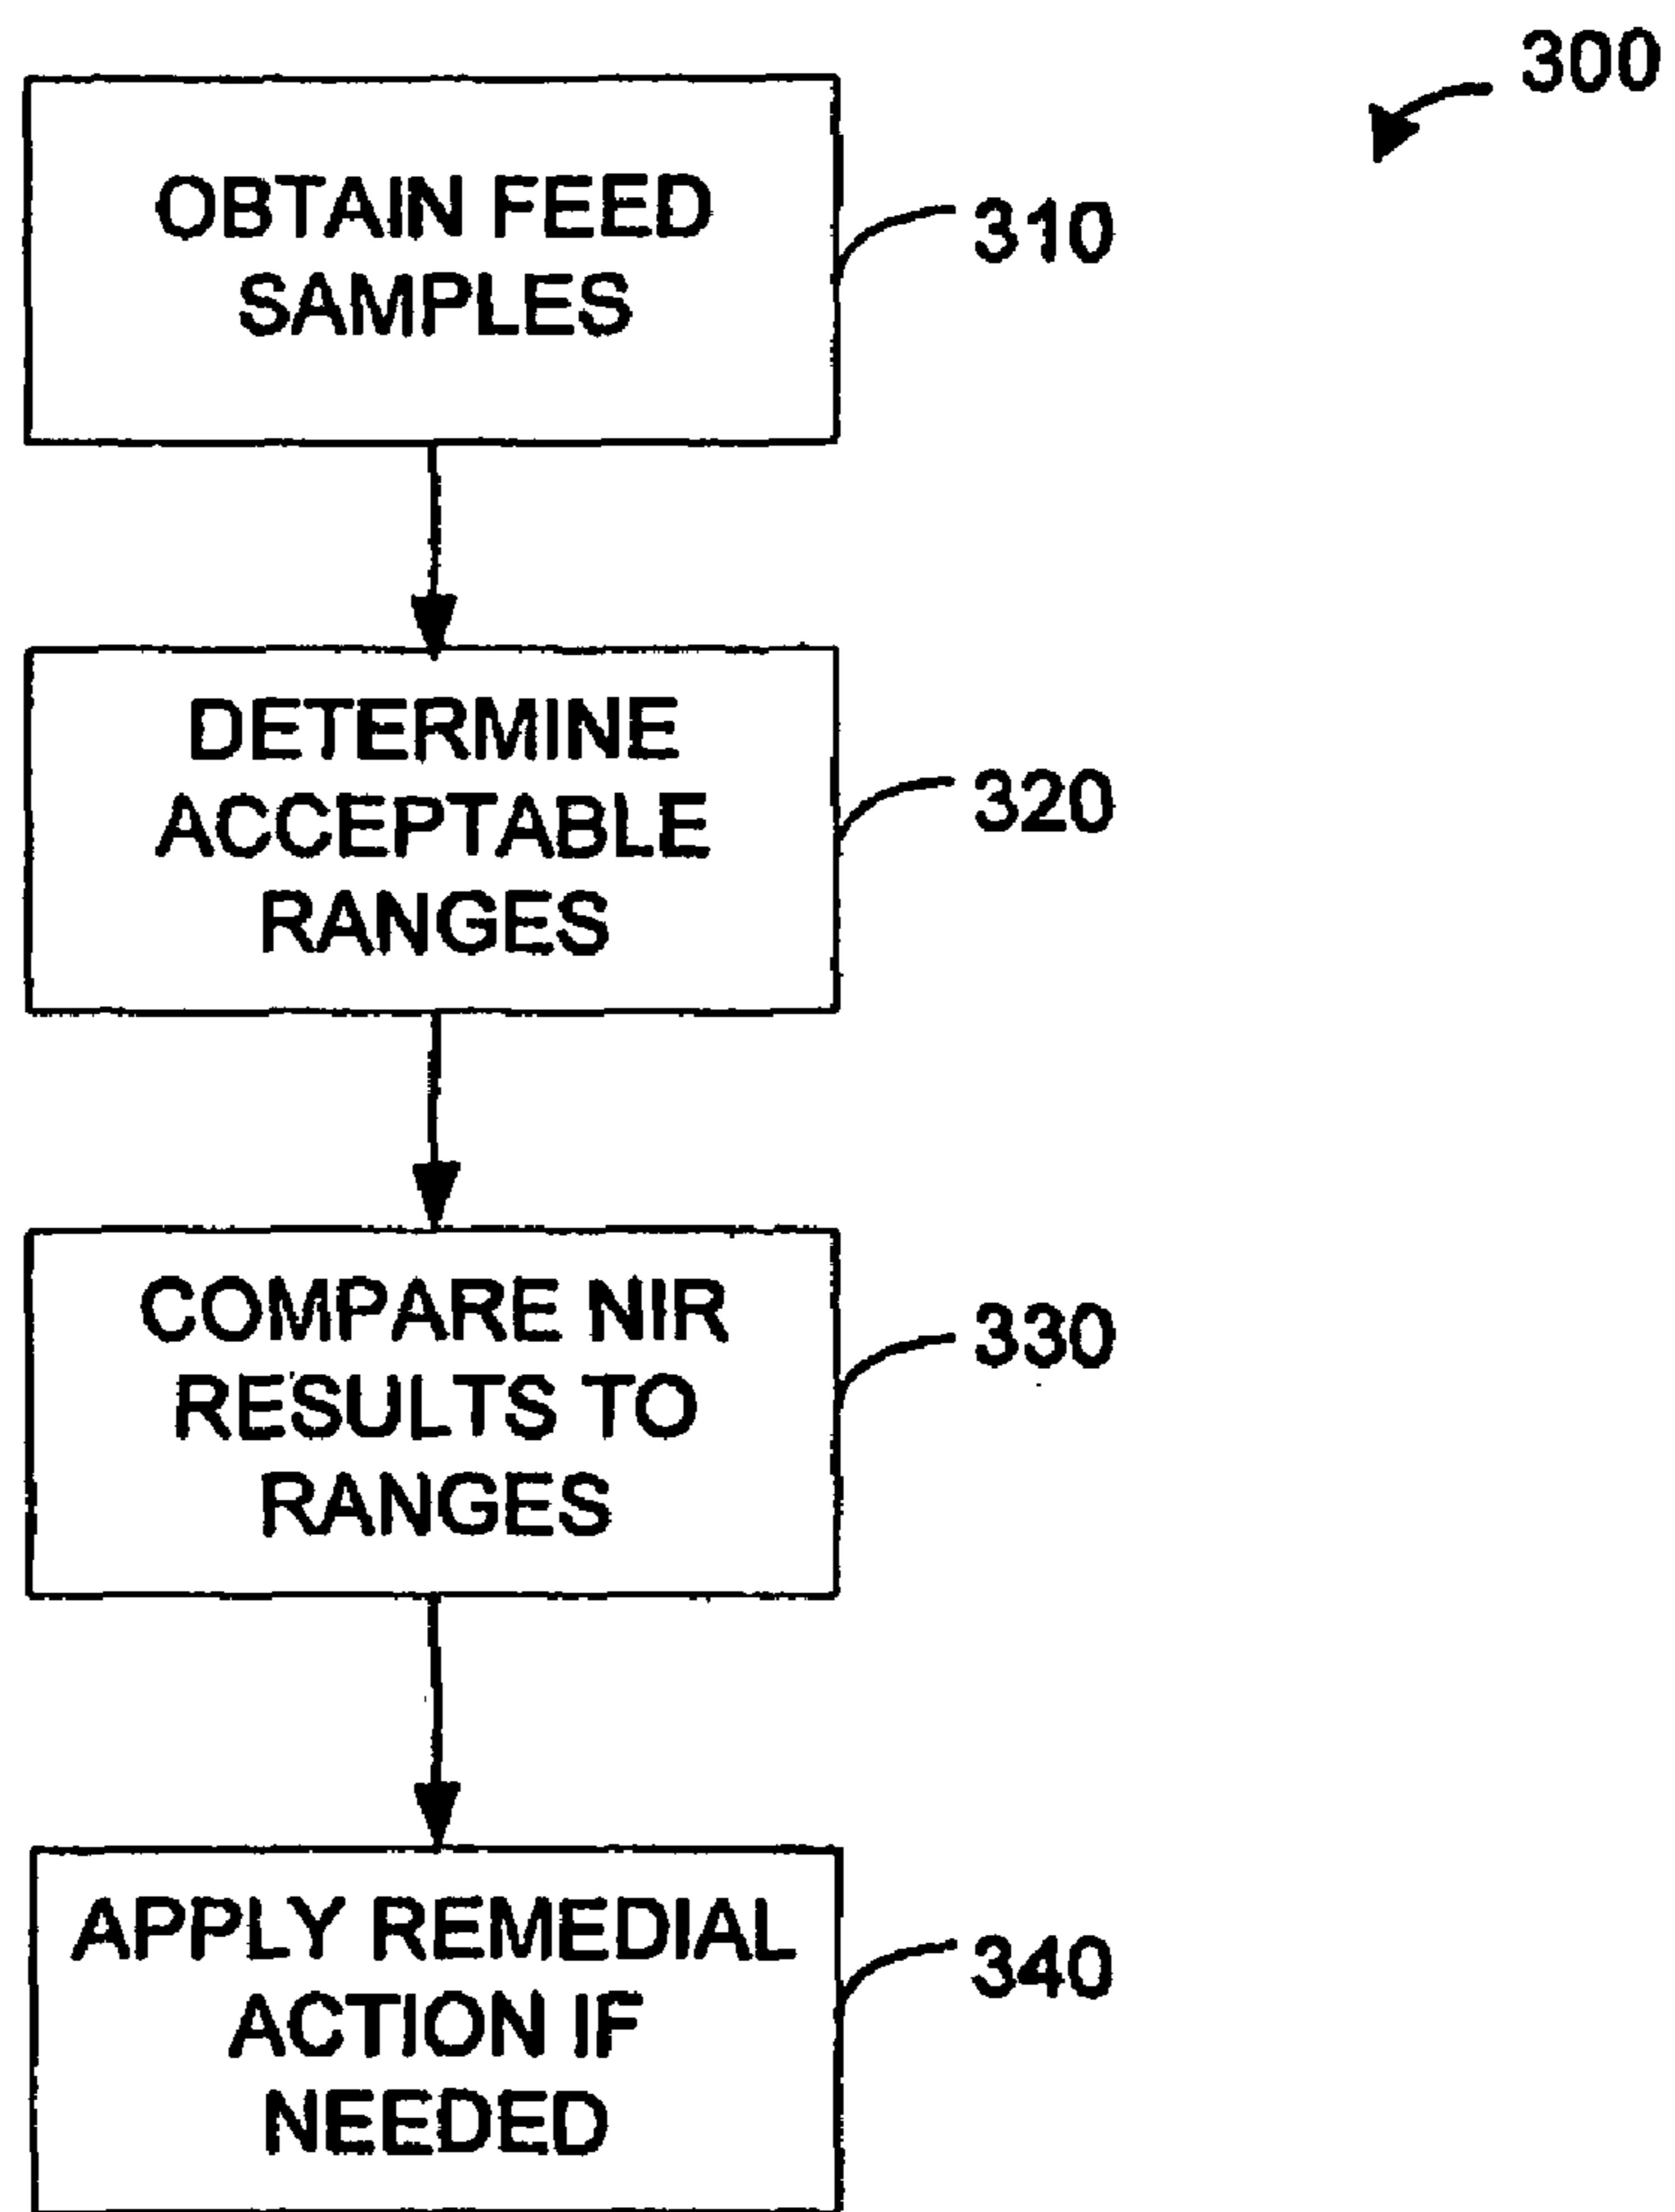 300
OBTAIN FEED
SAMPLES
310
DETERMINE
ACCEPTABLE
RANGES
320
COMPARE NIR
RESULTS TO
RANGES
330
APPLY REMEDIAL
ACTION IF
NEEDED
340